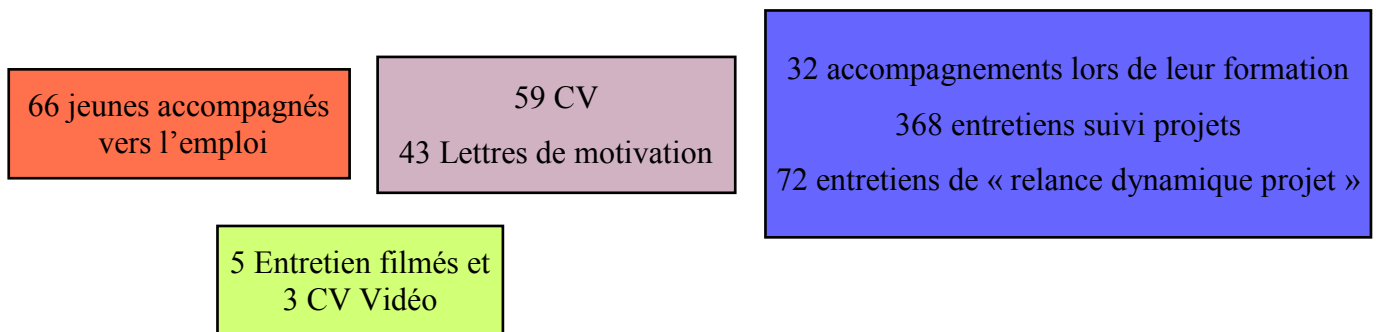 66 jeunes accompagnés
vers l’emploi
59 CV
43 Lettres de motivation
32 accompagnements lors de leur formation
368 entretiens suivi projets
72 entretiens de « relance dynamique projet »
5 Entretien filmés et
3 CV Vidéo